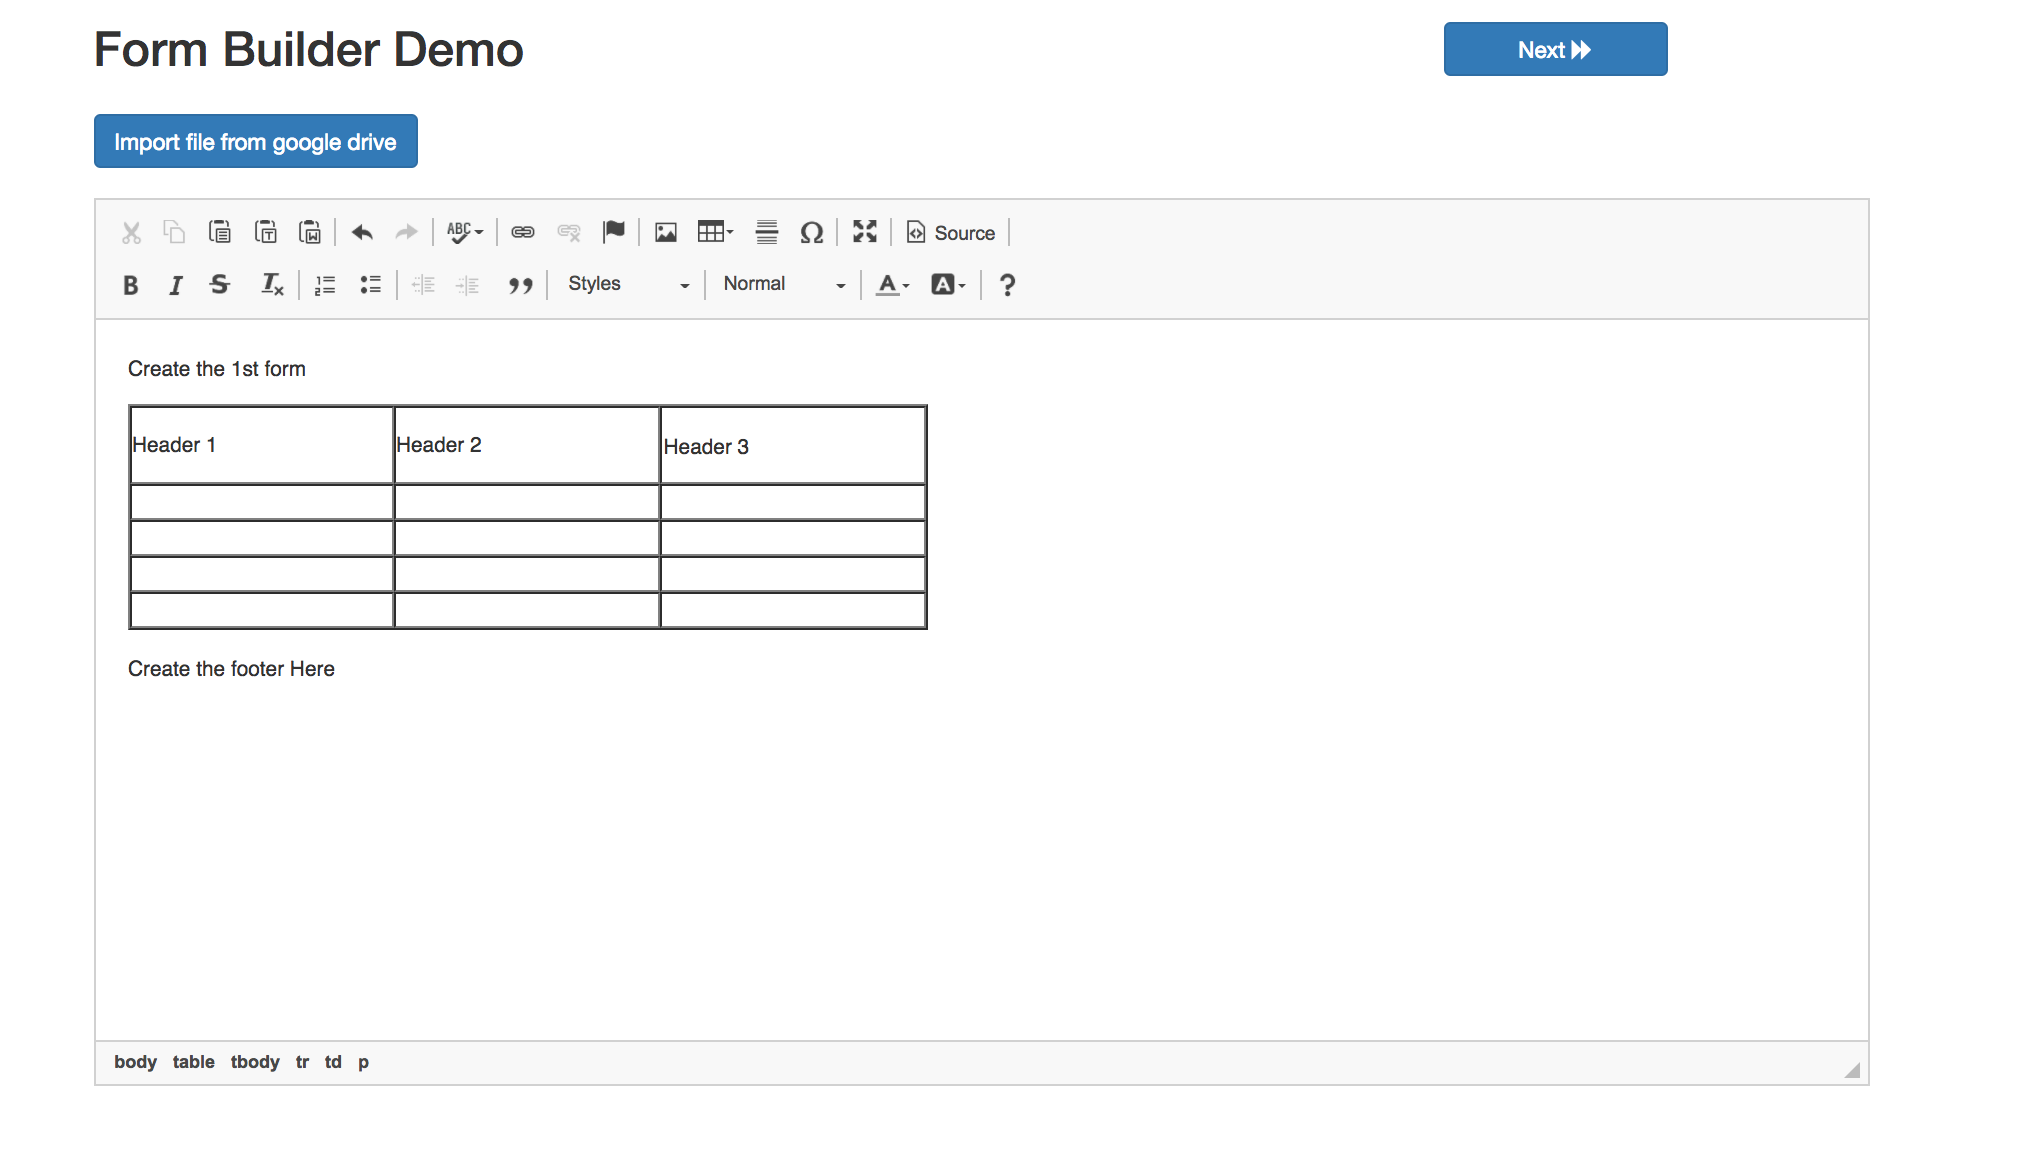 Form Builder Demo
Next
Import file from google drive
ABC
Source
B I S Tx
Styles
Normal
A A ?
Create the 1st form
Header 1 Header 2 Header 3
Create the footer Here
body table tbody tr td p